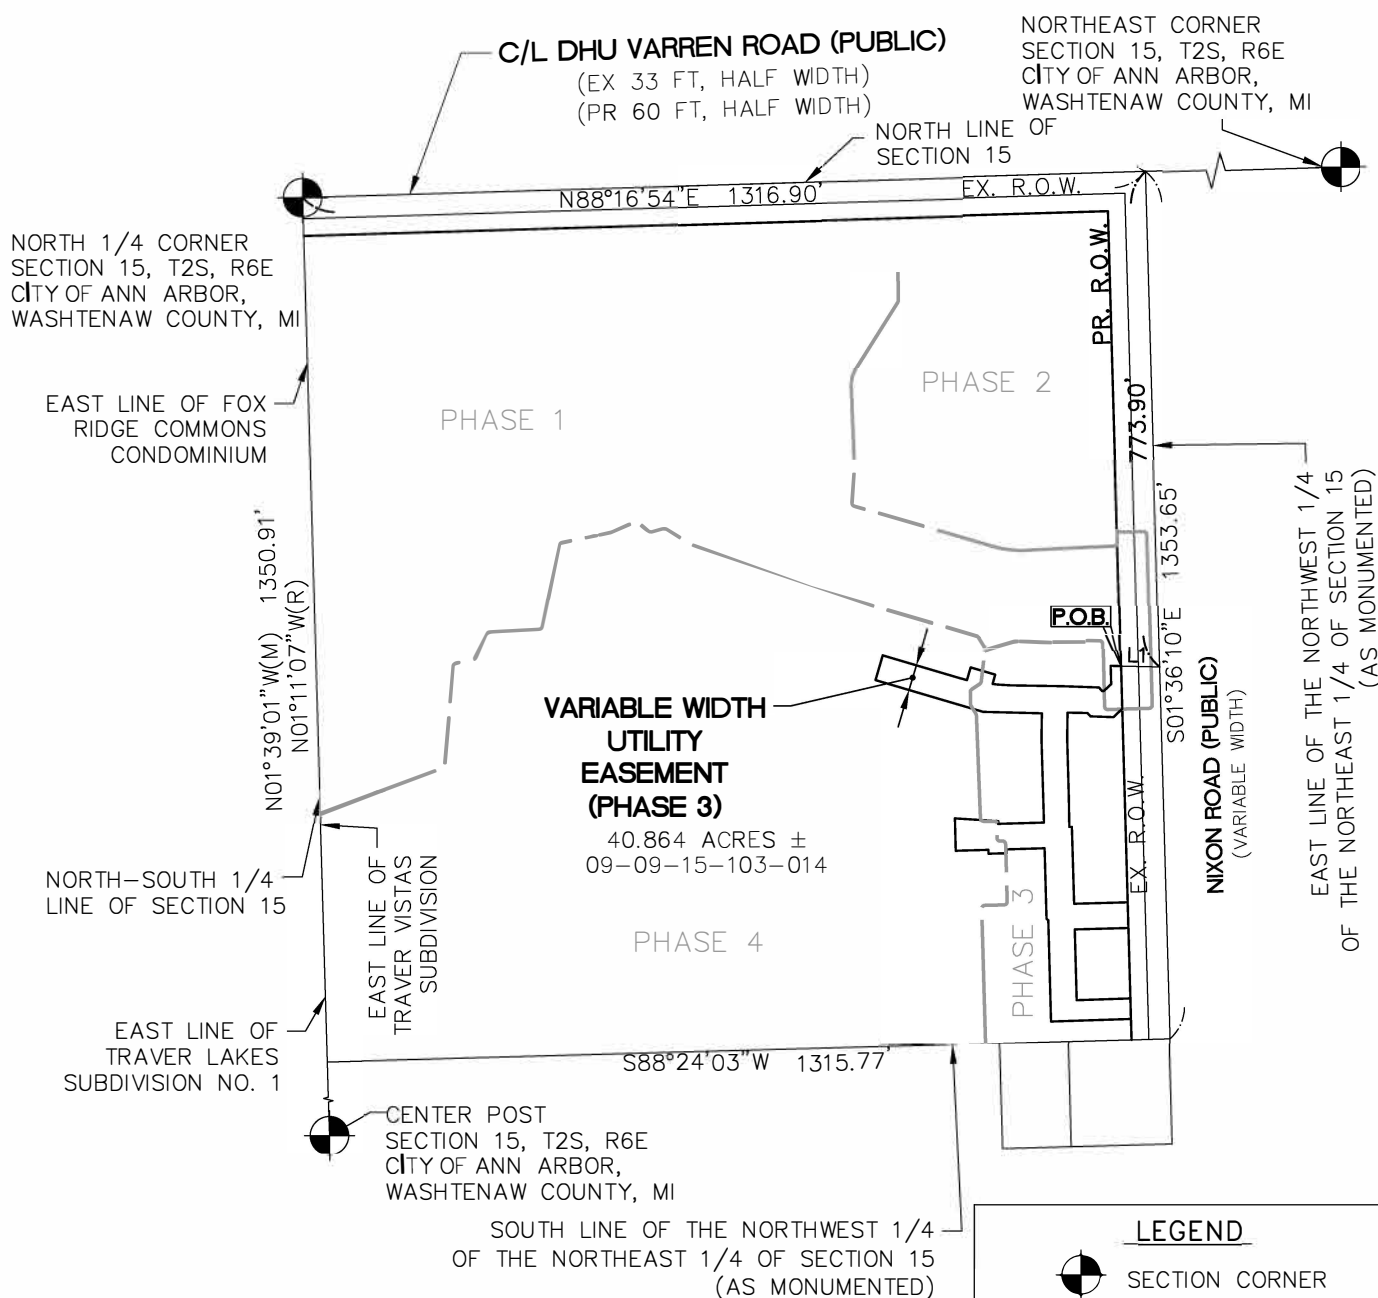 C/L DHU VARREN ROAD (PUBLIC)
(EX 33 FT, HALF WIDTH)
(PR 60 FT, HALF WIDTH)
NORTHEAST CORNER
SECTION 15, T2S, R6E
CITY OF ANN ARBOR,
WASHTENAW COUNTY, MI
NORTH LINE OF
SECTION 15
N88°16'54"E 1316.90'
EX. R.O.W.
NORTH 1/4 CORNER
SECTION 15, T2S, R6E
CITY OF ANN ARBOR,
WASHTENAW COUNTY, MI
PR. R.O.W.
EAST LINE OF FOX
RIDGE COMMONS
CONDOMINIUM
PHASE 1
PHASE 2
773.90'
N01°39'01"W(M) 1350.91'
N01°11'07"W(R)
S01°36'10"E 1353.65'
EAST LINE OF THE NORTHWEST 1/4
OF THE NORTHEAST 1/4 OF SECTION 15
(AS MONUMENTED)
P.O.B.
L1
NIXON ROAD (PUBLIC)
(VARIABLE WIDTH)
VARIABLE WIDTH
UTILITY
EASEMENT
(PHASE 3)
40.864 ACRES ±
09-09-15-103-014
EX. R.O.W.
NORTH-SOUTH 1/4
LINE OF SECTION 15
EAST LINE OF
TRAVER VISTAS
SUBDIVISION
PHASE 4
PHASE 3
EAST LINE OF
TRAVER LAKES
SUBDIVISION NO. 1
S88°24'03"W 1315.77'
CENTER POST
SECTION 15, T2S, R6E
CITY OF ANN ARBOR,
WASHTENAW COUNTY, MI
SOUTH LINE OF THE NORTHWEST 1/4
OF THE NORTHEAST 1/4 OF SECTION 15
(AS MONUMENTED)
LEGEND
SECTION CORNER